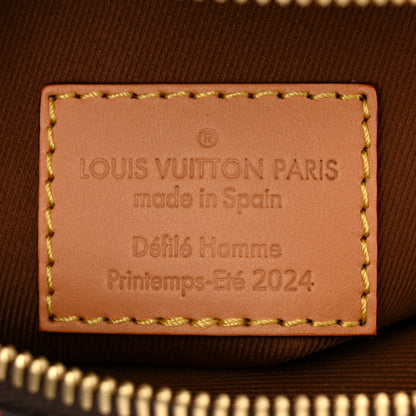 ®
LOUIS VUITTON PARIS
made in Spain
Défilé Homme
Printemps-Eté 2024